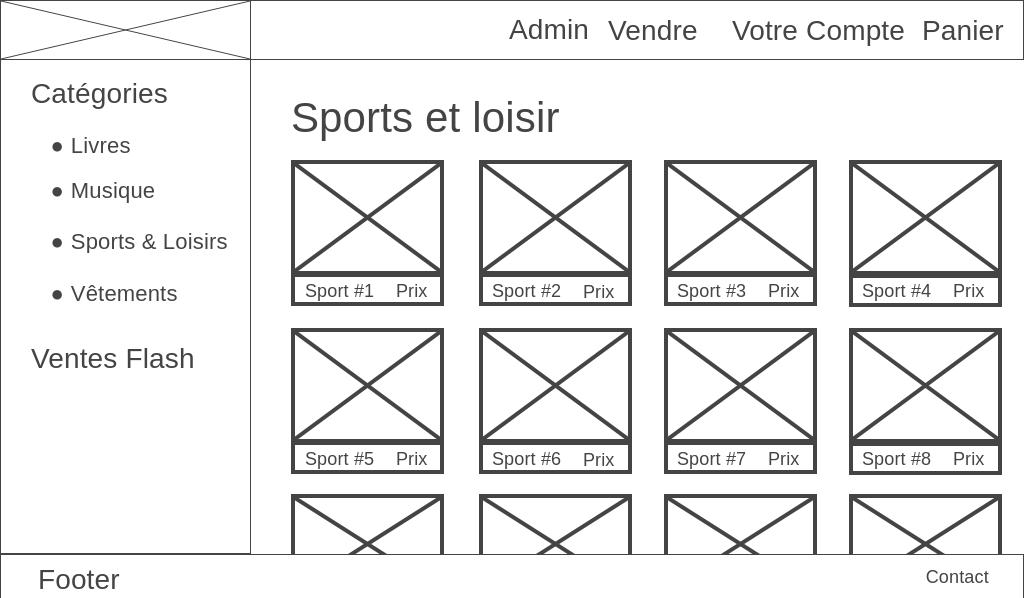 Admin Vendre Votre Compte Panier
Catégories
● Livres
● Musique
● Sports & Loisirs
● Vêtements
Ventes Flash
Sports et loisir
Sport #1 Prix Sport #2 Prix Sport #3 Prix Sport #4 Prix
Sport #5 Prix Sport #6 Prix Sport #7 Prix Sport #8 Prix
Footer Contact